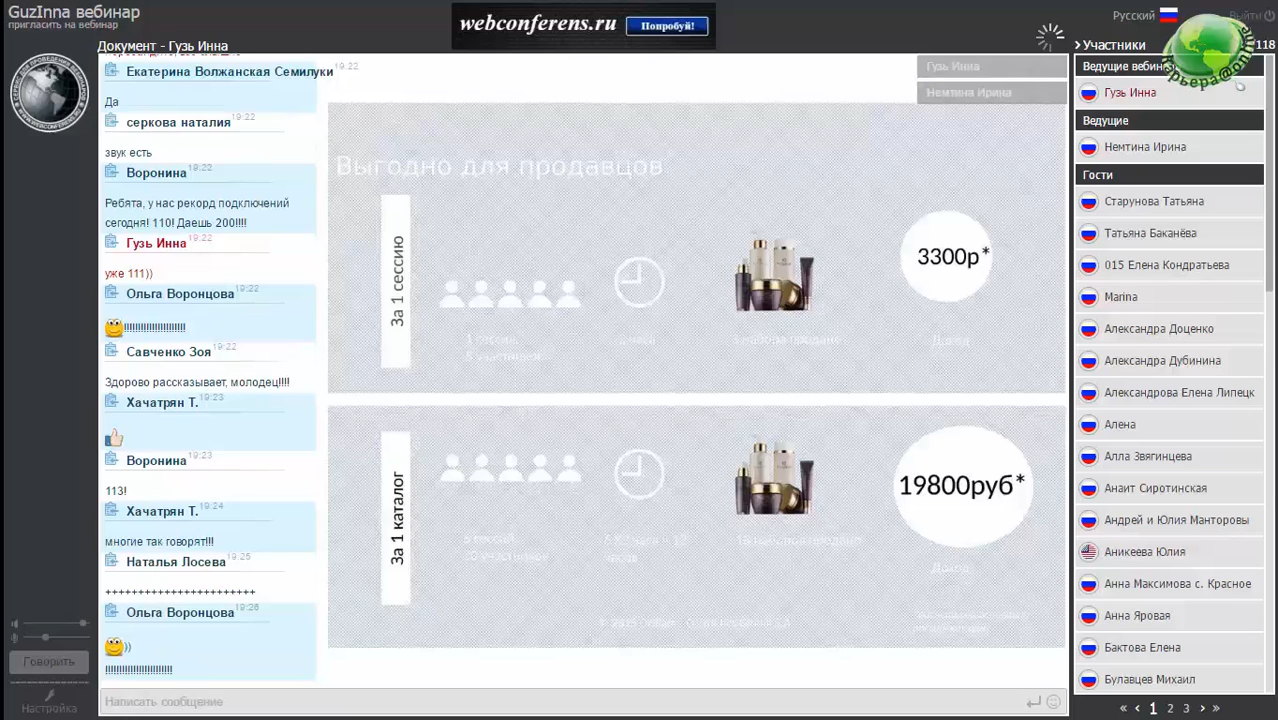 GuzInna вебинар
пригласить на вебинар
webconferens.ru
Попробуй!
Русский
Выйти
Документ - Гузь Инна
Екатерина Волжанская Семилуки
19:22
Да
серкова наталия
19:22
звук есть
Воронина
19:22
Ребята, у нас рекорд подключений
сегодня! 110! Даешь 200!!!!
Гузь Инна
19:22
уже 111))
Ольга Воронцова
19:22
!!!!!!!!!!!!!!!!!!!!!!
Савченко Зоя
19:22
Здорово рассказывает, молодец!!!!
Хачатрян Т.
19:23
Воронина
19:23
113!
Хачатрян Т.
19:24
многие так говорят!!!
Наталья Лосева
19:25
++++++++++++++++++++++++
Ольга Воронцова
19:26
))
!!!!!!!!!!!!!!!!!!!!!!!!
Говорить
Настройка
Написать сообщение
Гузь Инна
Немтина Ирина
Выгодно для продавцов
За 1 сессию
3300р*
Доход
За 1 каталог
19800руб*
Доход
Участники
118
Ведущие
Гузь Инна
Ведущие
Немтина Ирина
Гости
Старунова Татьяна
Татьяна Баканёва
015 Елена Кондратьева
Marina
Александра Доценко
Александра Дубинина
Александрова Елена Липецк
Алена
Алла Звягинцева
Анаит Сиротинская
Андрей и Юлия Манторовы
Аникеева Юлия
Анна Максимова с. Красное
Анна Яровая
Бактова Елена
Булавцев Михаил
« ‹ 1 2 3 › »